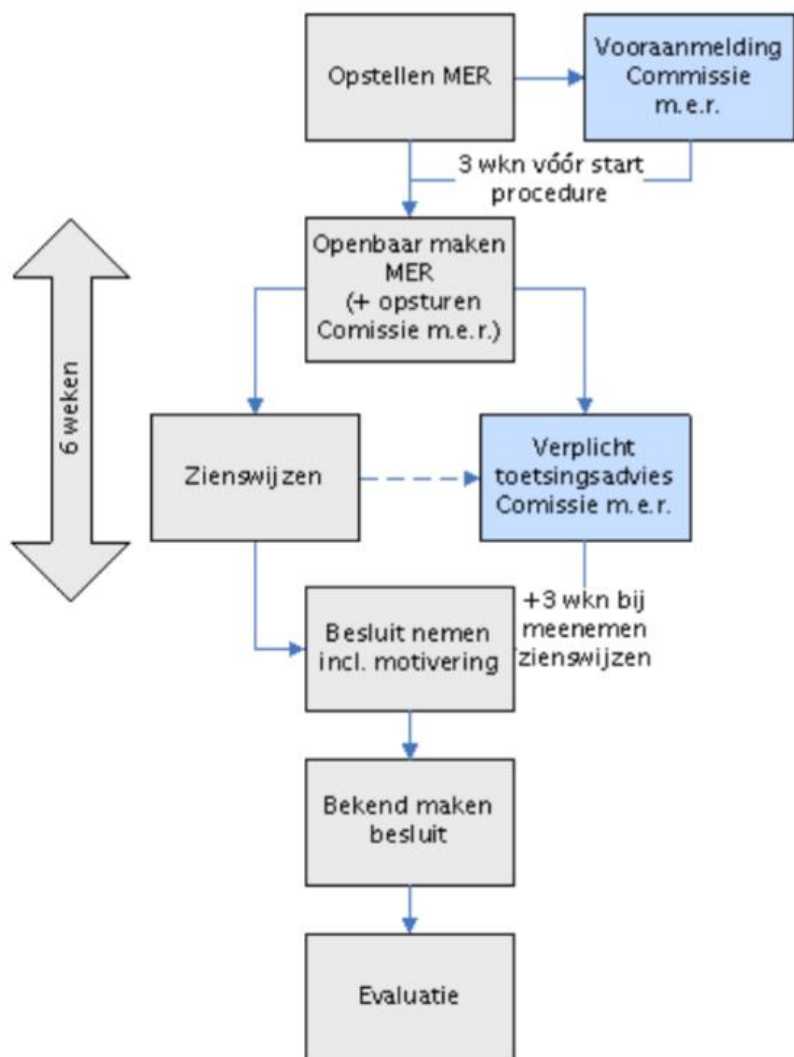 Opstellen MER
Vooraanmelding
Commissie
m.e.r.
3 wkn vóór start
procedure
Openbaar maken
MER
(+ opsturen
Comissie m.e.r.)
6 weken
Zienswijzen
Verplicht
toetsingsadvies
Comissie m.e.r.
+3 wkn bij
meenemen
zienswijzen
Besluit nemen
incl. motivering
Bekend maken
besluit
Evaluatie